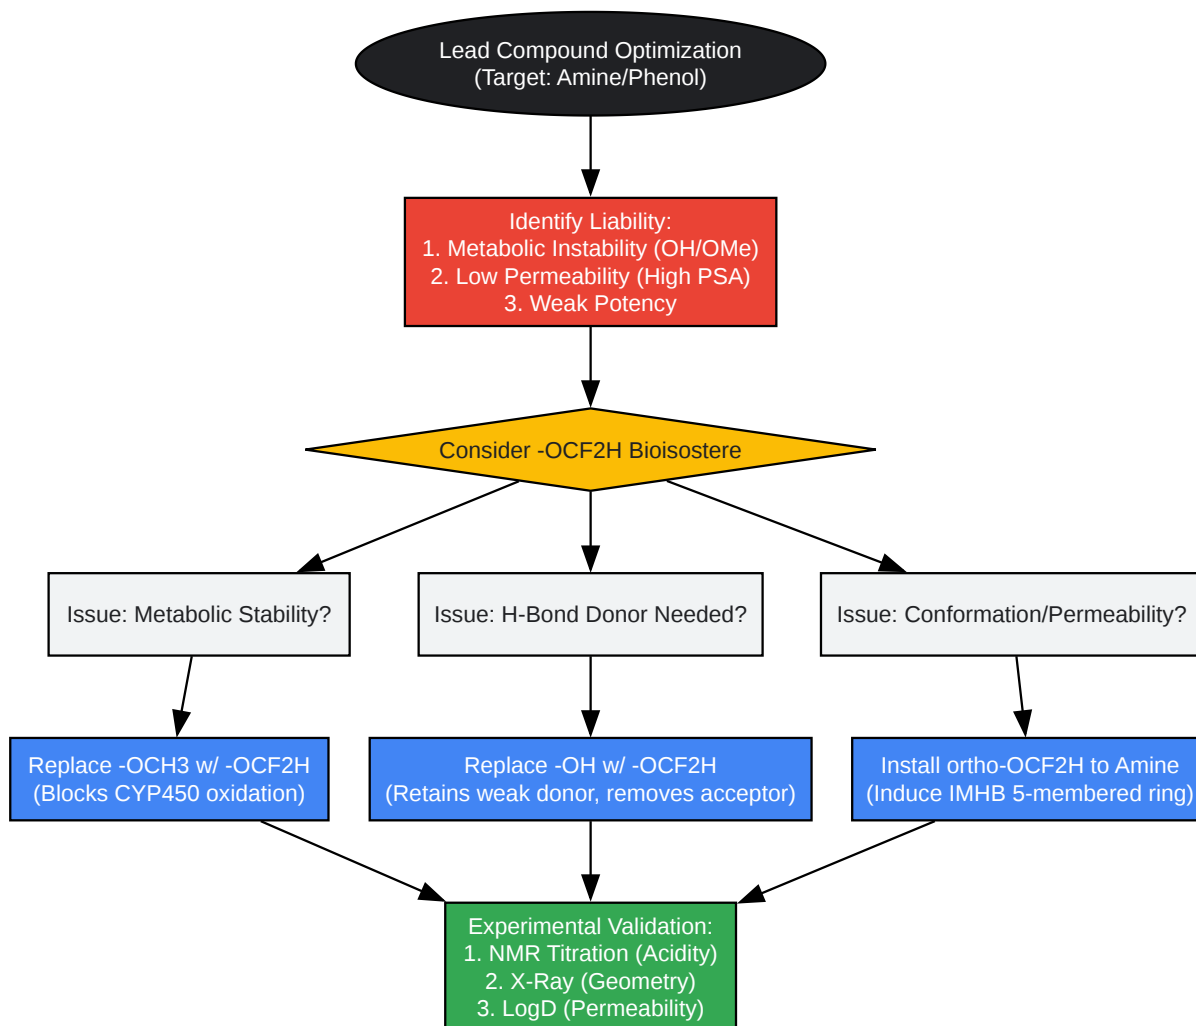 Lead Compound Optimization
(Target: Amine/Phenol)
Identify Liability:
1. Metabolic Instability (OH/OMe)
2. Low Permeability (High PSA)
3. Weak Potency
Consider -OCF2H Bioisostere
Issue: Metabolic Stability?
Issue: H-Bond Donor Needed?
Issue: Conformation/Permeability?
Replace -OCH3 w/ -OCF2H
(Blocks CYP450 oxidation)
Replace -OH w/ -OCF2H
(Retains weak donor, removes acceptor)
Install ortho-OCF2H to Amine
(Induce IMHB 5-membered ring)
Experimental Validation:
1. NMR Titration (Acidity)
2. X-Ray (Geometry)
3. LogD (Permeability)